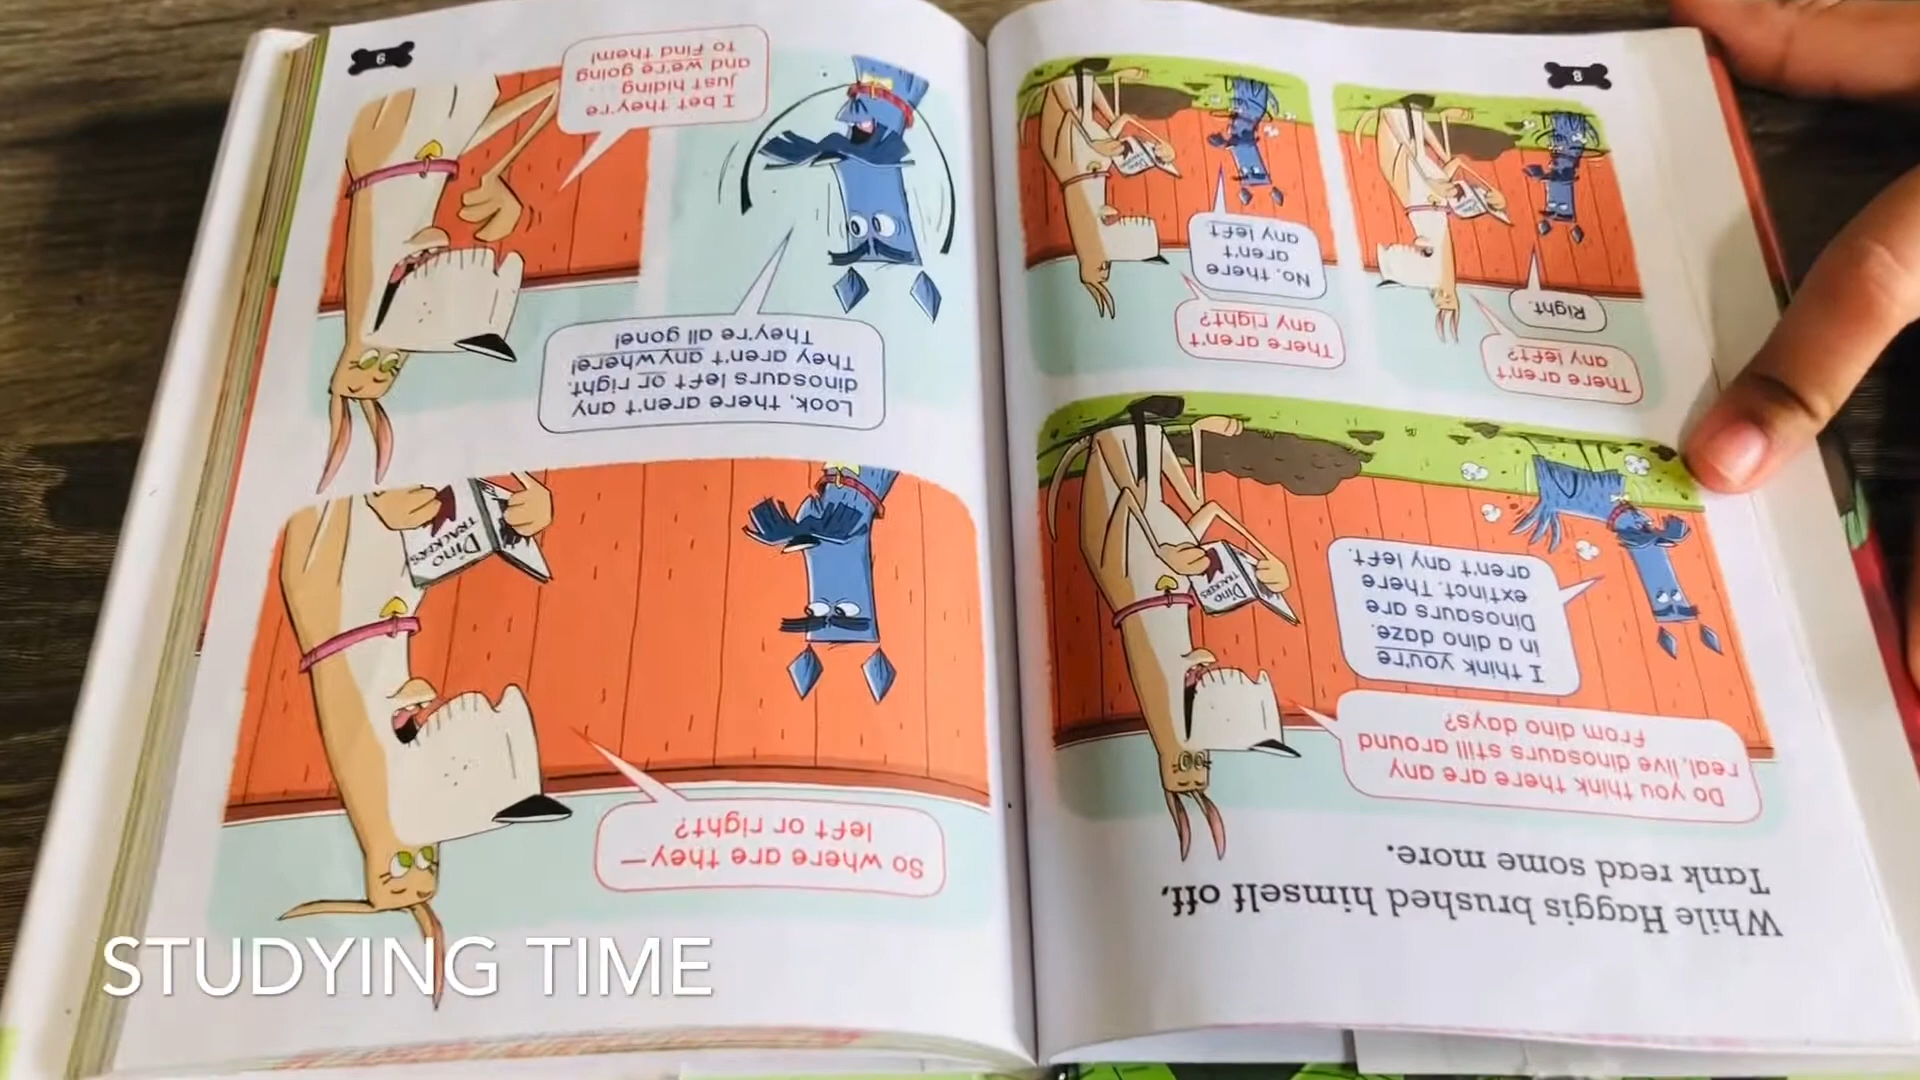 While Haggis brushed himself off,
Tank read some more.
Do you think there are any
real, live dinosaurs still around
from dino days?
I think you're
in a dino daze.
Dinosaurs are
extinct. There
aren't any left.
Dino
TRACKERS
There aren't
any left?
Right.
There aren't
any right?
No, there
aren't
any left.
8
So where are they—
left or right?
Dino
TRACKERS
Look, there aren't any
dinosaurs left or right.
They aren't anywhere!
They're all gone!
I bet they're
just hiding
and we're going
to find them!
9
STUDYING TIME